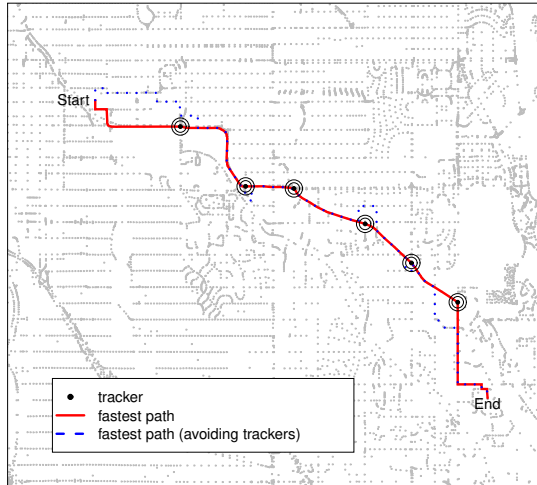 Start
tracker
fastest path
fastest path (avoiding trackers)
End